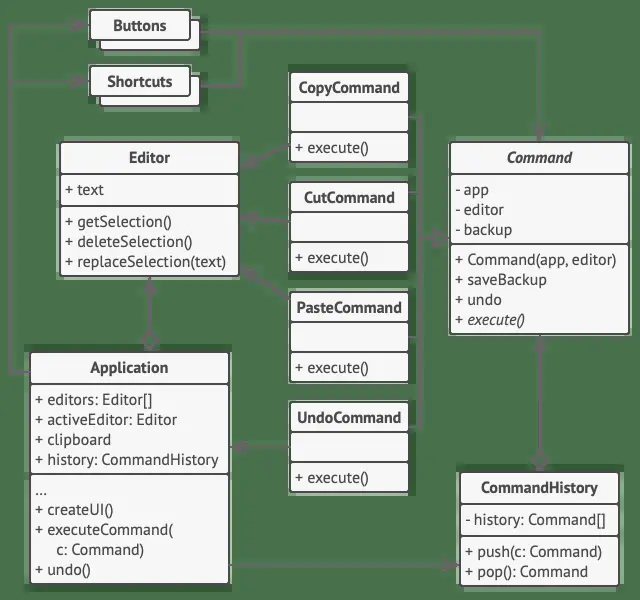 Buttons
Shortcuts
CopyCommand
+ execute()
Editor
+ text
+ getSelection()
+ deleteSelection()
+ replaceSelection(text)
CutCommand
+ execute()
Command
- app
- editor
- backup
+ Command(app, editor)
+ saveBackup
+ undo
+ execute()
PasteCommand
+ execute()
Application
+ editors: Editor[]
+ activeEditor: Editor
+ clipboard
+ history: CommandHistory
...
+ createUI()
+ executeCommand(
c: Command)
+ undo()
UndoCommand
+ execute()
CommandHistory
- history: Command[]
+ push(c: Command)
+ pop(): Command